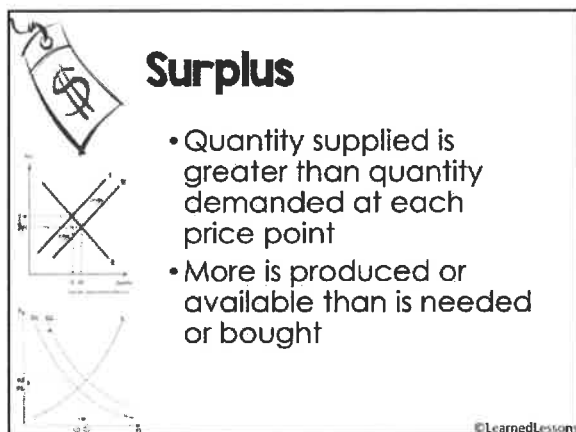 Surplus
$
• Quantity supplied is
greater than quantity
demanded at each
price point
• More is produced or
available than is needed
or bought
©LearnedLessons